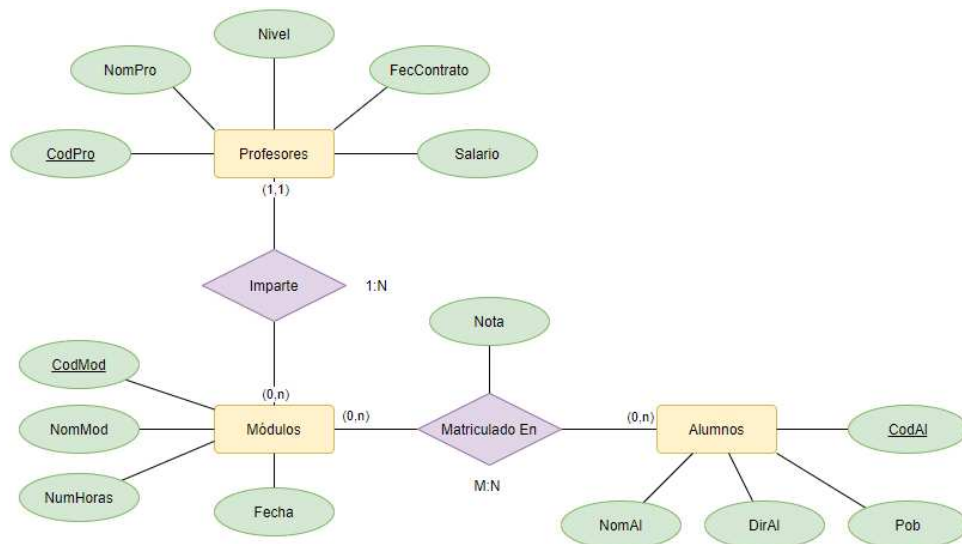 Nivel
NomPro
FecContrato
CodPro
Profesores
Salario
(1,1)
Imparte
1:N
Nota
CodMod
(0,n)
(0,n)
(0,n)
NomMod
Módulos
Matriculado En
Alumnos
CodAl
M:N
NumHoras
Fecha
NomAl
DirAl
Pob